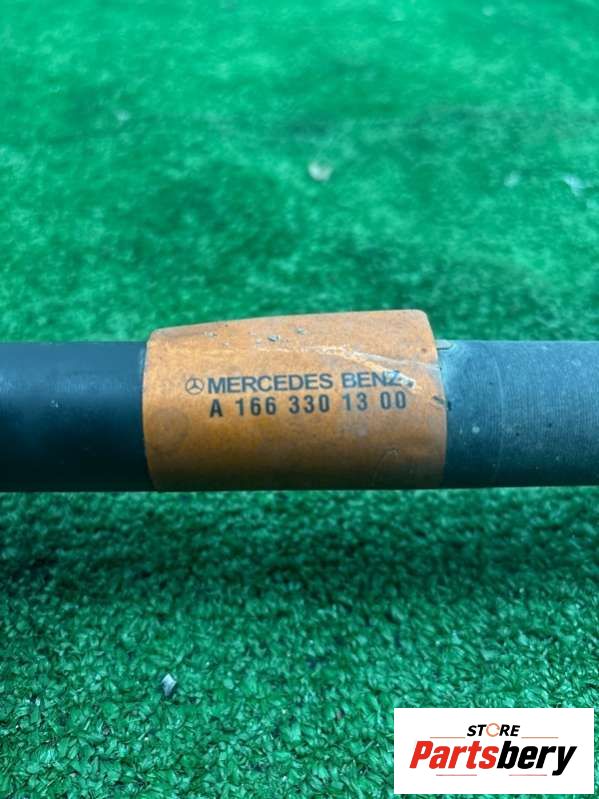 MERCEDES BENZ
A 166 330 13 00
STORE
Partsbery